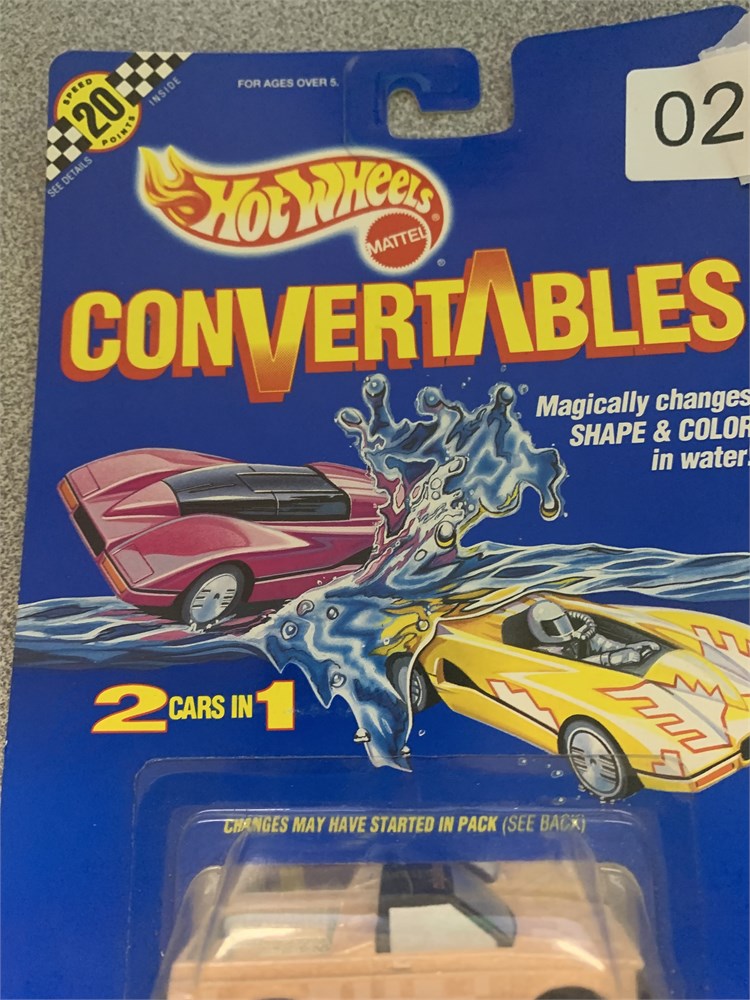 SPEED
20
POINTS
INSIDE
SEE DETAILS
FOR AGES OVER 5.
02
HOT WHEELS®
MATTEL
CONVERTABLES®
Magically changes
SHAPE & COLOR
in water!
2 CARS IN 1
CHANGES MAY HAVE STARTED IN PACK (SEE BACK)